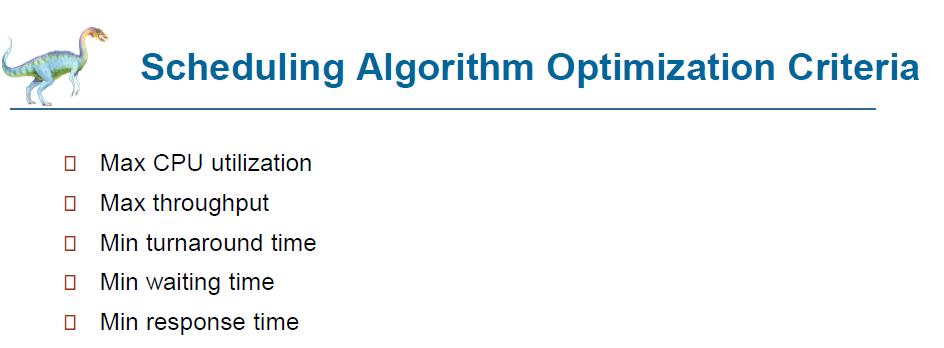 Scheduling Algorithm Optimization Criteria
Max CPU utilization
Max throughput
Min turnaround time
Min waiting time
Min response time